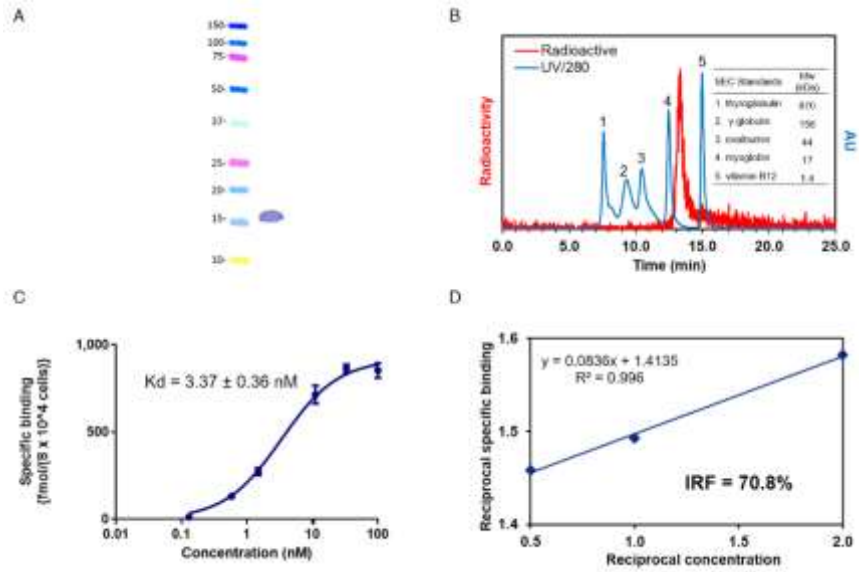 A
150-
100-
75-
50-
37-
25-
20-
15-
10-
B
Radioactive
UV/280
1
2
3
4
5
SEC Standards Mw (kDa)
1 thyroglobulin 670
2 γ globulin 158
3 ovalbumin 44
4 myoglobin 17
5 vitamin B12 1.4
Radioactivity
AU
0.0 5.0 10.0 15.0 20.0 25.0
Time (min)
C
1,000
500
0
Kd = 3.37 ± 0.36 nM
Specific binding
{fmol/(8 x 10^4 cells)}
0.01 0.1 1 10 100
Concentration (nM)
D
1.6
1.5
1.4
y = 0,0836x + 1.4135
R² = 0.996
IRF = 70.8%
Reciprocal specific binding
0.5 1.0 1.5 2.0
Reciprocal concentration